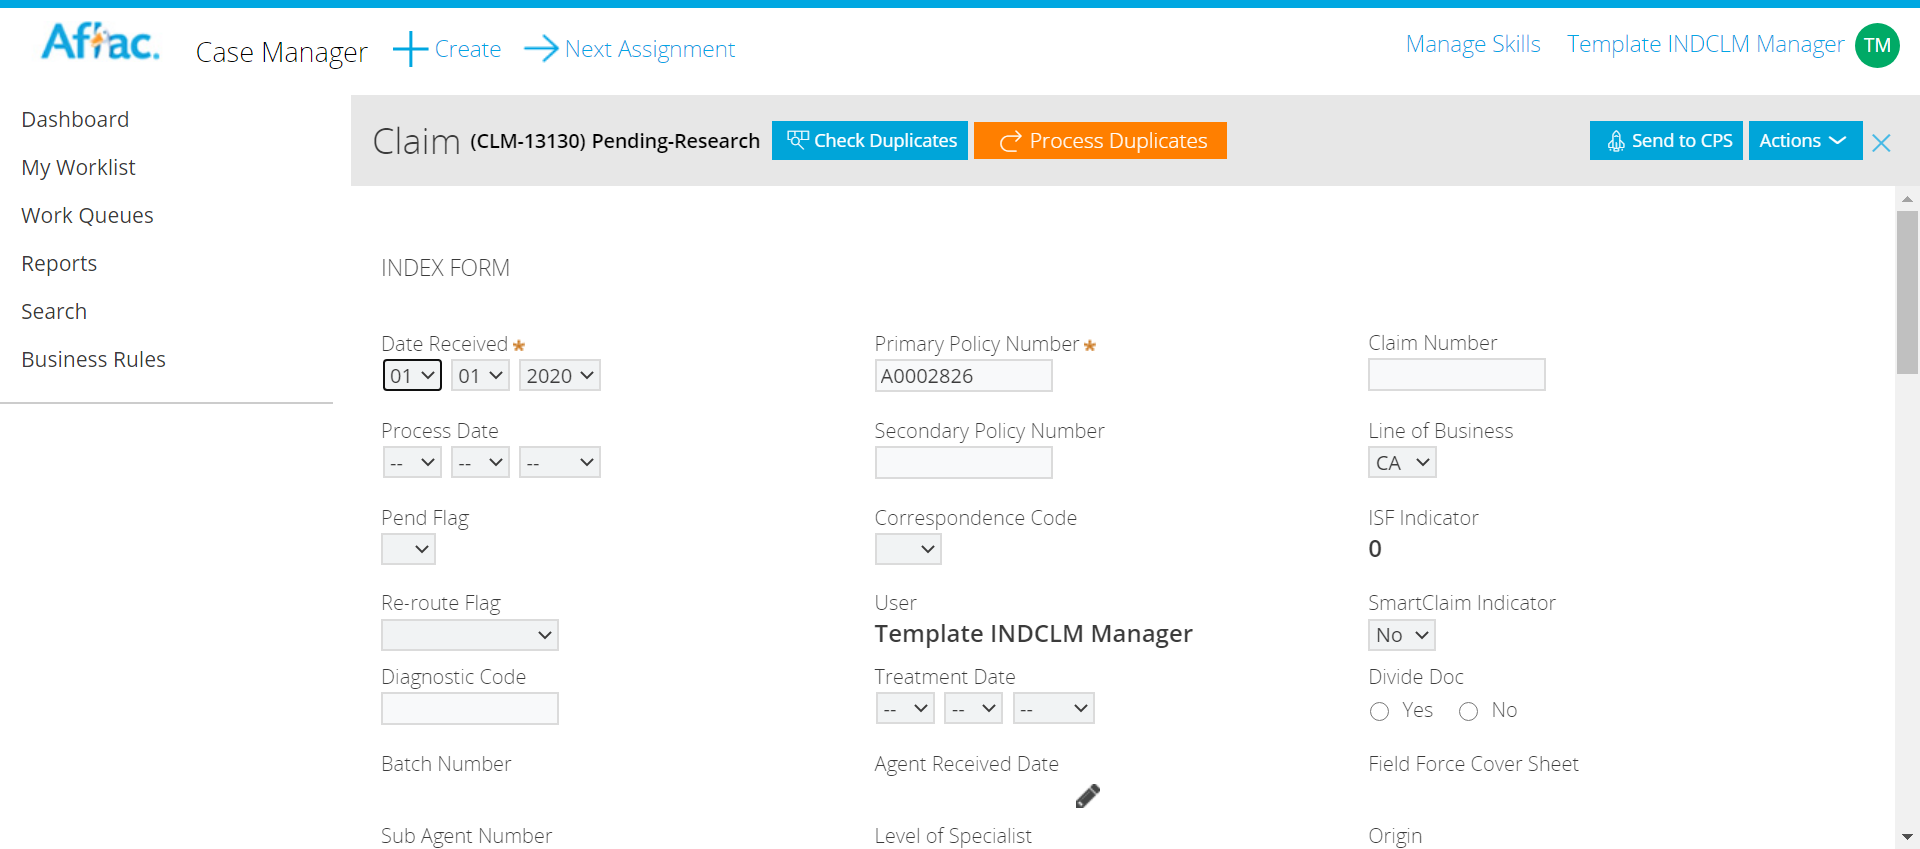 Aflac.
Case Manager
Create
Next Assignment
Manage Skills
Template INDCLM Manager
TM
Dashboard
My Worklist
Work Queues
Reports
Search
Business Rules
Claim (CLM-13130) Pending-Research
Check Duplicates
Process Duplicates
Send to CPS
Actions
INDEX FORM
Date Received *
01 01 2020
Primary Policy Number *
A0002826
Claim Number
Process Date
-- -- --
Secondary Policy Number
Line of Business
CA
Pend Flag
Correspondence Code
ISF Indicator
0
Re-route Flag
User
Template INDCLM Manager
SmartClaim Indicator
No
Diagnostic Code
Treatment Date
-- -- --
Divide Doc
Yes No
Batch Number
Agent Received Date
Field Force Cover Sheet
Sub Agent Number
Level of Specialist
Origin